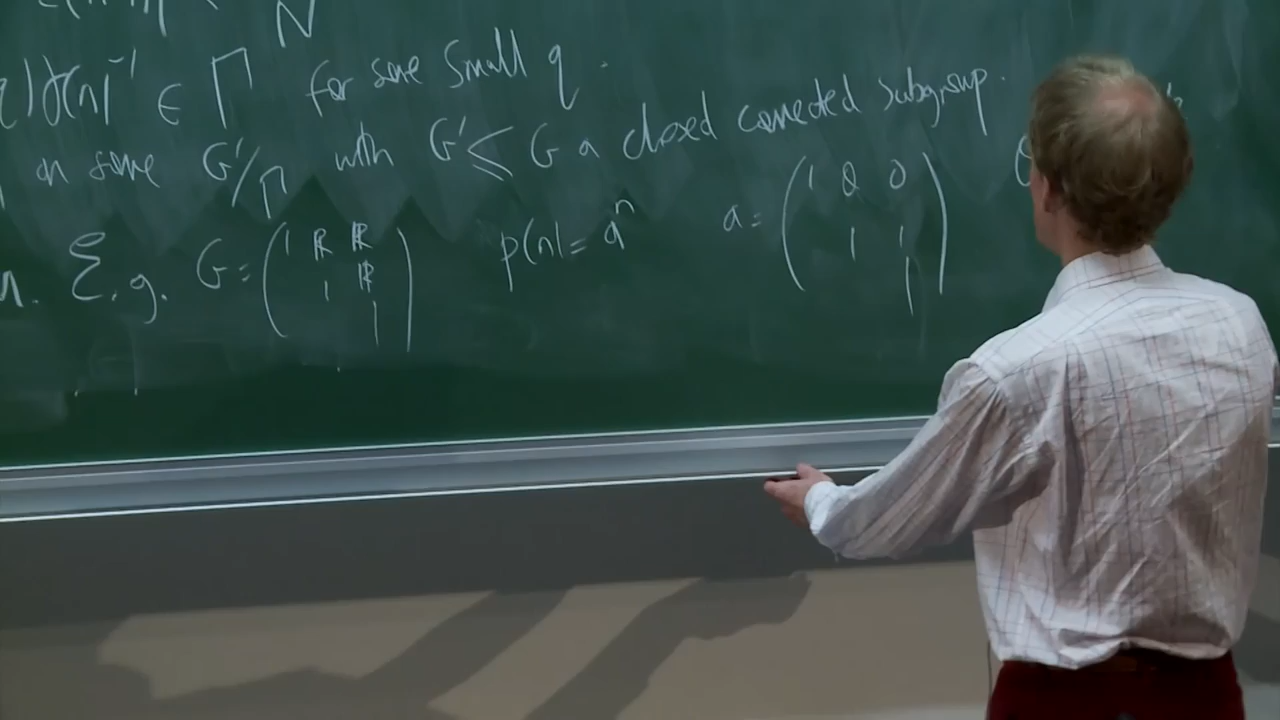 N
γ(n)⁻¹ ∈ Γ for some small q.
on some G'/Γ with G' ≤ G a closed connected subgroup.
n. E.g. G = ( 1 ℝ ℝ p(n) = aⁿ a = ( 1 0 0
1 ℝ 1 1
1 ) 1 )